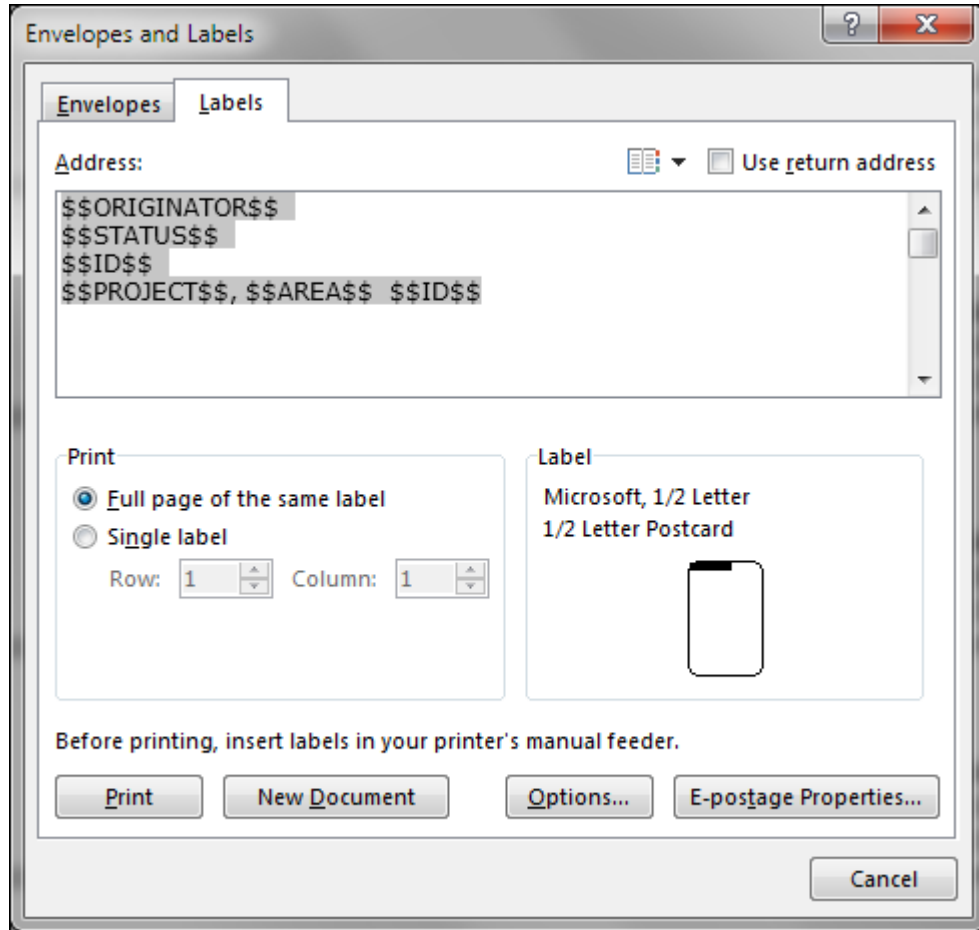 Envelopes and Labels
Envelopes Labels
Address: Use return address
$$ORIGINATOR$$
$$STATUS$$
$$ID$$
$$PROJECT$$, $$AREA$$ $$ID$$
Print
Full page of the same label
Single label
Row: 1 Column: 1
Label
Microsoft, 1/2 Letter
1/2 Letter Postcard
Before printing, insert labels in your printer's manual feeder.
Print New Document Options... E-postage Properties...
Cancel